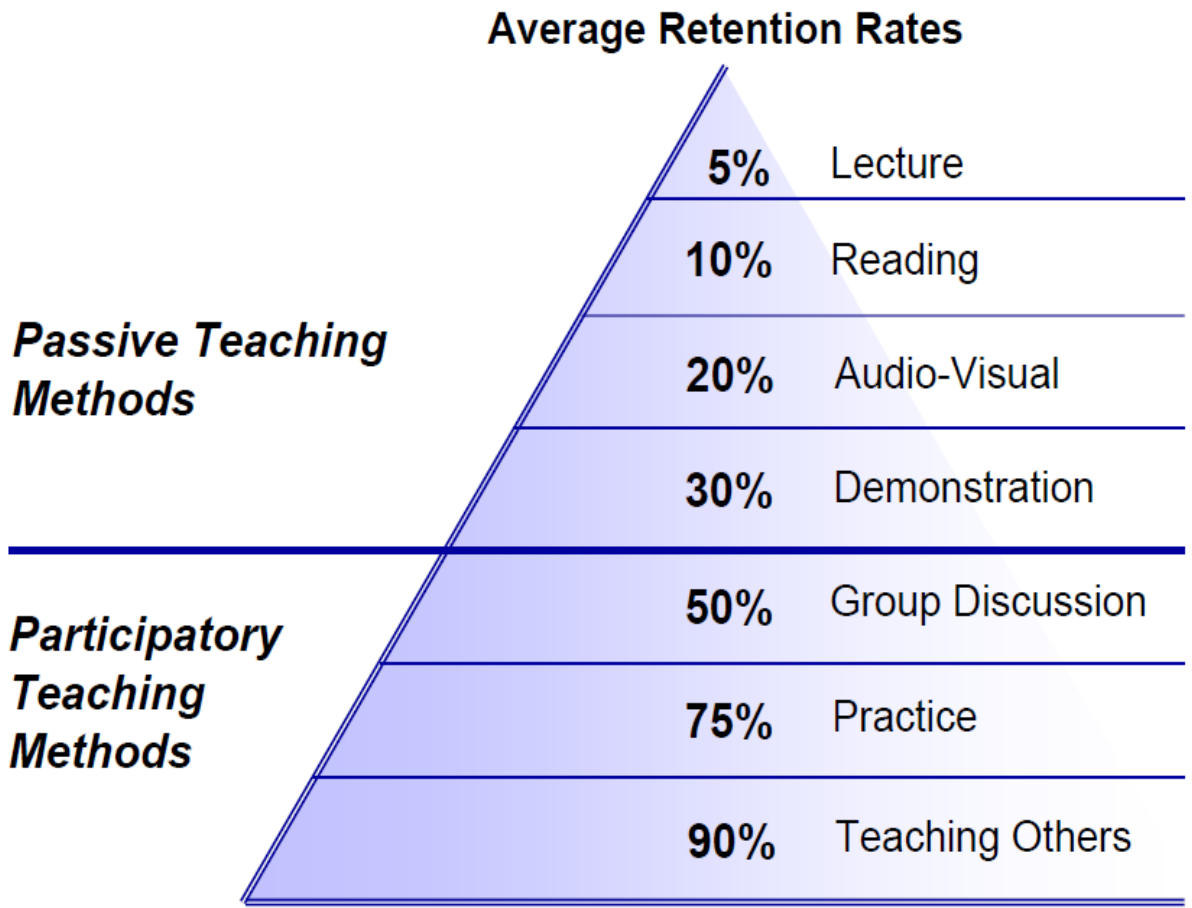 Average Retention Rates
5% Lecture
10% Reading
Passive Teaching
Methods
20% Audio-Visual
30% Demonstration
50% Group Discussion
Participatory
Teaching
Methods
75% Practice
90% Teaching Others